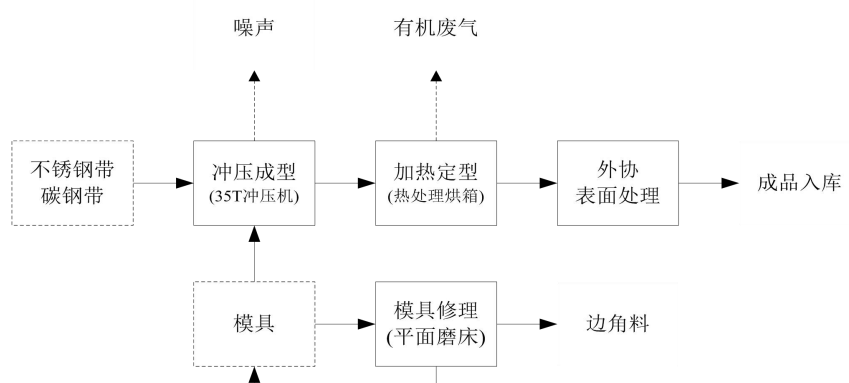 噪声
有机废气
不锈钢带
碳钢带
冲压成型
(35T冲压机)
加热定型
(热处理烘箱)
外协
表面处理
成品入库
模具
模具修理
(平面磨床)
边角料